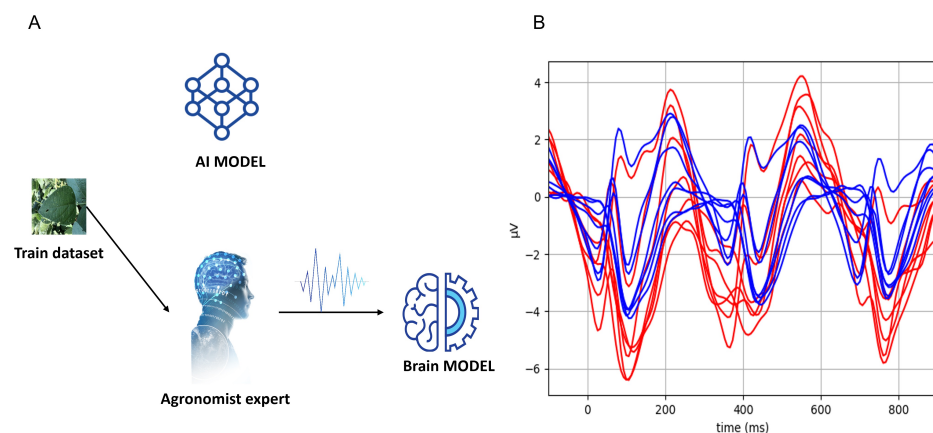 A
B
AI MODEL
Train dataset
Agronomist expert
Brain MODEL
µV
4
2
0
−2
−4
−6
0
200
400
600
800
time (ms)